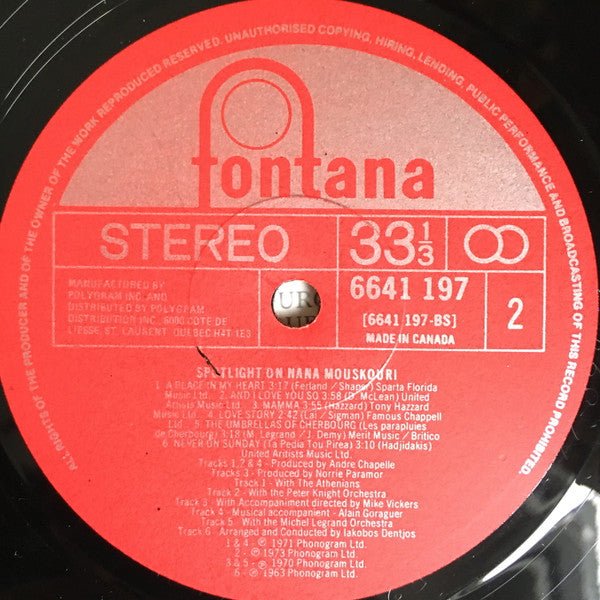 ALL RIGHTS OF THE PRODUCER AND OF THE OWNER OF THE WORK REPRODUCED RESERVED. UNAUTHORISED COPYING, HIRING, LENDING, PUBLIC PERFORMANCE AND BROADCASTING OF THIS RECORD PROHIBITED.
fontana
STEREO
33 1/3
MANUFACTURED BY
POLYGRAM INC. AND
DISTRIBUTED BY POLYGRAM
DISTRIBUTION INC. 6000 COTE DE
LIESSE ST. LAURENT, QUEBEC H4T 1E3
6641 197
[6641 197-BS]
MADE IN CANADA
2
SPOTLIGHT ON NANA MOUSKOURI
1. A PLACE IN MY HEART 3:17 (Ferland / Shaper) Sparta Florida
Music Ltd. 2. AND I LOVE YOU SO 3:58 (D. McLean) United
Artists Music Ltd. 3. MAMMA 3:55 (Hazzard) Tony Hazzard
Music Ltd. 4. LOVE STORY 2:42 (Lai / Sigman) Famous Chappell
Ltd. 5. THE UMBRELLAS OF CHERBOURG (Les parapluies
de Cherbourg) 3:18 (M. Legrand / J. Demy) Merit Music / Britico
6. NEVER ON SUNDAY (Ta Pedia Tou Pirea) 3:10 (Hadjidakis)
United Artists Music Ltd.
Tracks 1, 2 & 4 - Produced by Andre Chapelle
Tracks 3 - Produced by Norrie Paramor
Track 1 - With The Athenians
Track 2 - With the Peter Knight Orchestra
Track 3 - With Accompaniment directed by Mike Vickers
Track 4 - Musical accompanient - Alain Goraguer
Track 5 - With the Michel Legrand Orchestra
Track 6 - Arranged and Conducted by Iakobos Dentjos
1 & 4 - ℗ 1971 Phonogram Ltd.
2 - ℗ 1973 Phonogram Ltd.
3 & 5 - ℗ 1970 Phonogram Ltd.
6 - ℗ 1963 Phonogram Ltd.